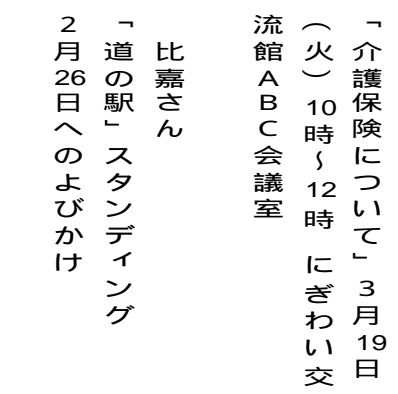 「介護保険について」３月19日
（火）10時～12時　にぎわい交
流館ＡＢＣ会議室
比嘉さん
「道の駅」スタンディング
２月26日へのよびかけ